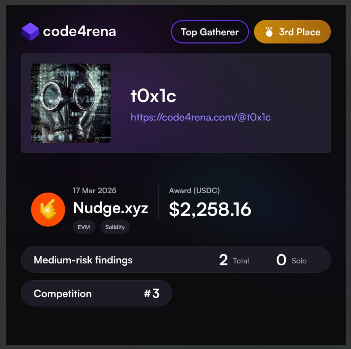 code4rena
Top Gatherer
3rd Place
t0x1c
https://code4rena.com/@t0x1c
17 Mar 2025
Nudge.xyz
EVM
Solidity
Award (USDC)
$2,258.16
Medium-risk findings
2 Total
0 Solo
Competition
#3